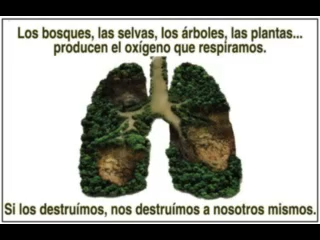 Los bosques, las selvas, los árboles, las plantas...
producen el oxígeno que respiramos.
Si los destruímos, nos destruímos a nosotros mismos.